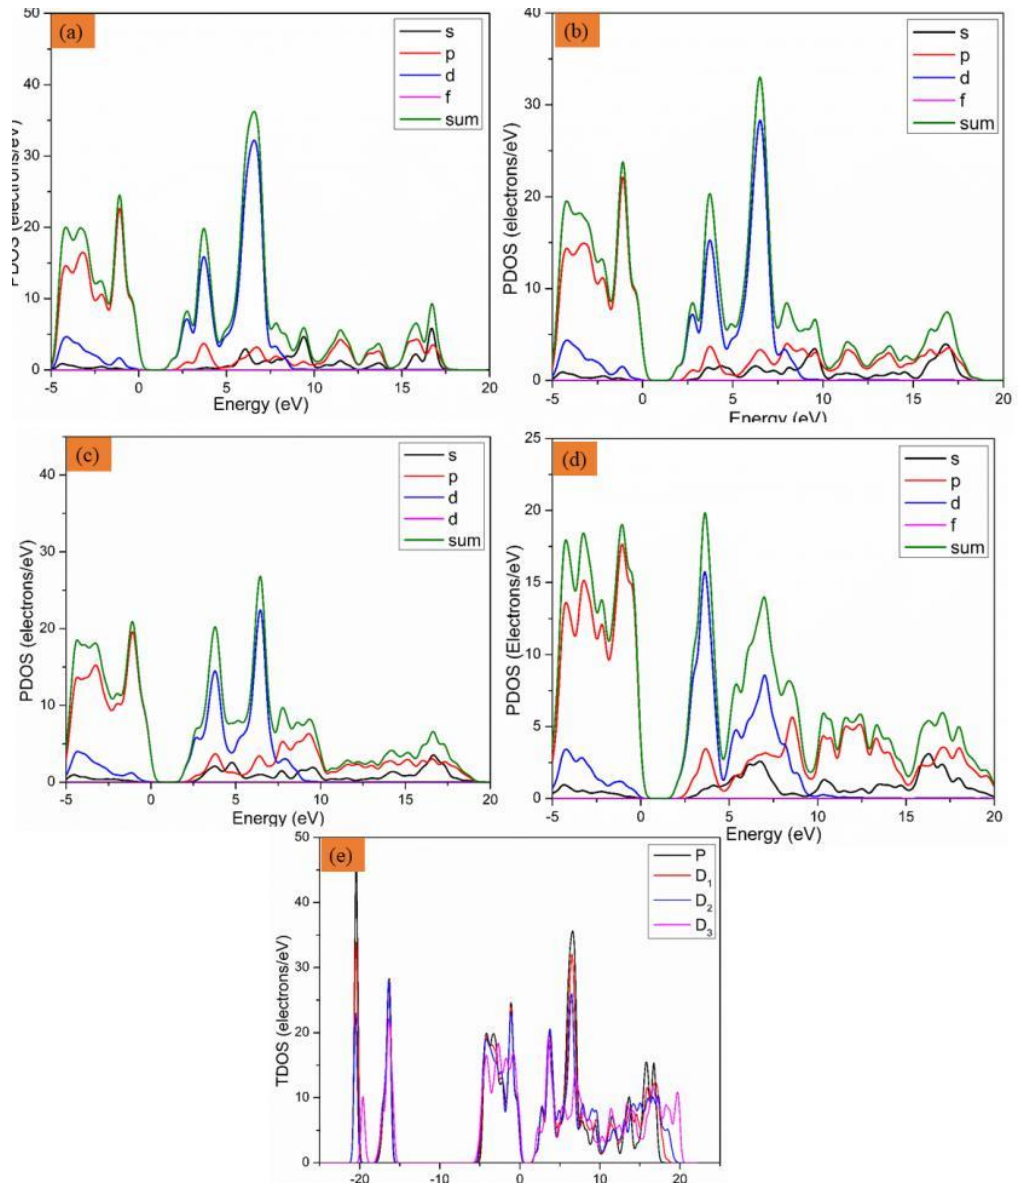 (a)
50
40
30
20
10
0
PDOS (electrons/eV)
s
p
d
f
sum
-5 0 5 10 15 20
Energy (eV)
(b)
40
30
20
10
0
PDOS (electrons/eV)
s
p
d
f
sum
-5 0 5 10 15 20
Energy (eV)
(c)
40
30
20
10
0
PDOS (electrons/eV)
s
p
d
d
sum
-5 0 5 10 15 20
Energy (eV)
(d)
25
20
15
10
5
0
PDOS (Electrons/eV)
s
p
d
f
sum
-5 0 5 10 15 20
Energy (eV)
(e)
50
40
30
20
10
0
TDOS (electrons/eV)
P
D₁
D₂
D₃
-20 -10 0 10 20